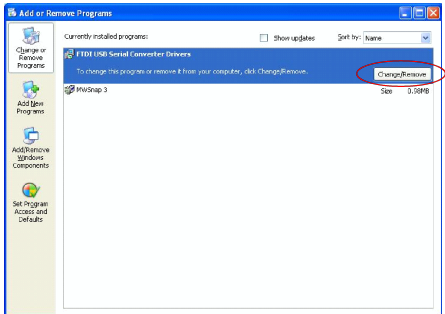 Add or Remove Programs
Change or
Remove
Programs
Add New
Programs
Add/Remove
Windows
Components
Set Program
Access and
Defaults
Currently installed programs:
Show updates
Sort by: Name
FTDI USB Serial Converter Drivers
To change this program or remove it from your computer, click Change/Remove.
Change/Remove
MWSnap 3
Size 0.98MB